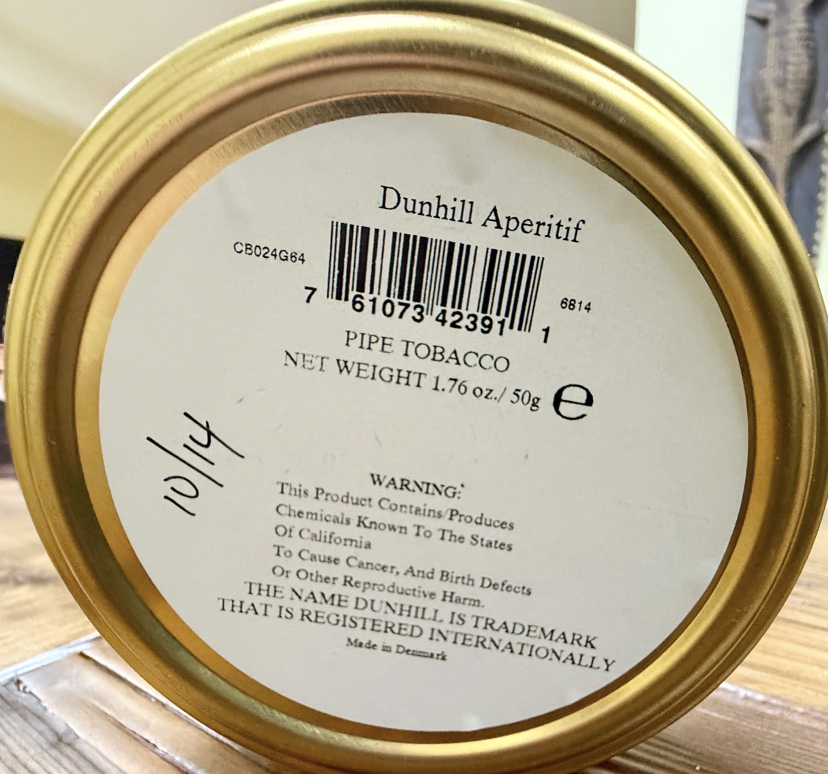 Dunhill Aperitif
CB024G64
6814
7 61073 42391 1
PIPE TOBACCO
NET WEIGHT 1.76 oz./ 50g e
10/14
WARNING:
This Product Contains/Produces
Chemicals Known To The States
Of California
To Cause Cancer, And Birth Defects
Or Other Reproductive Harm.
THE NAME DUNHILL IS TRADEMARK
THAT IS REGISTERED INTERNATIONALLY
Made in Denmark